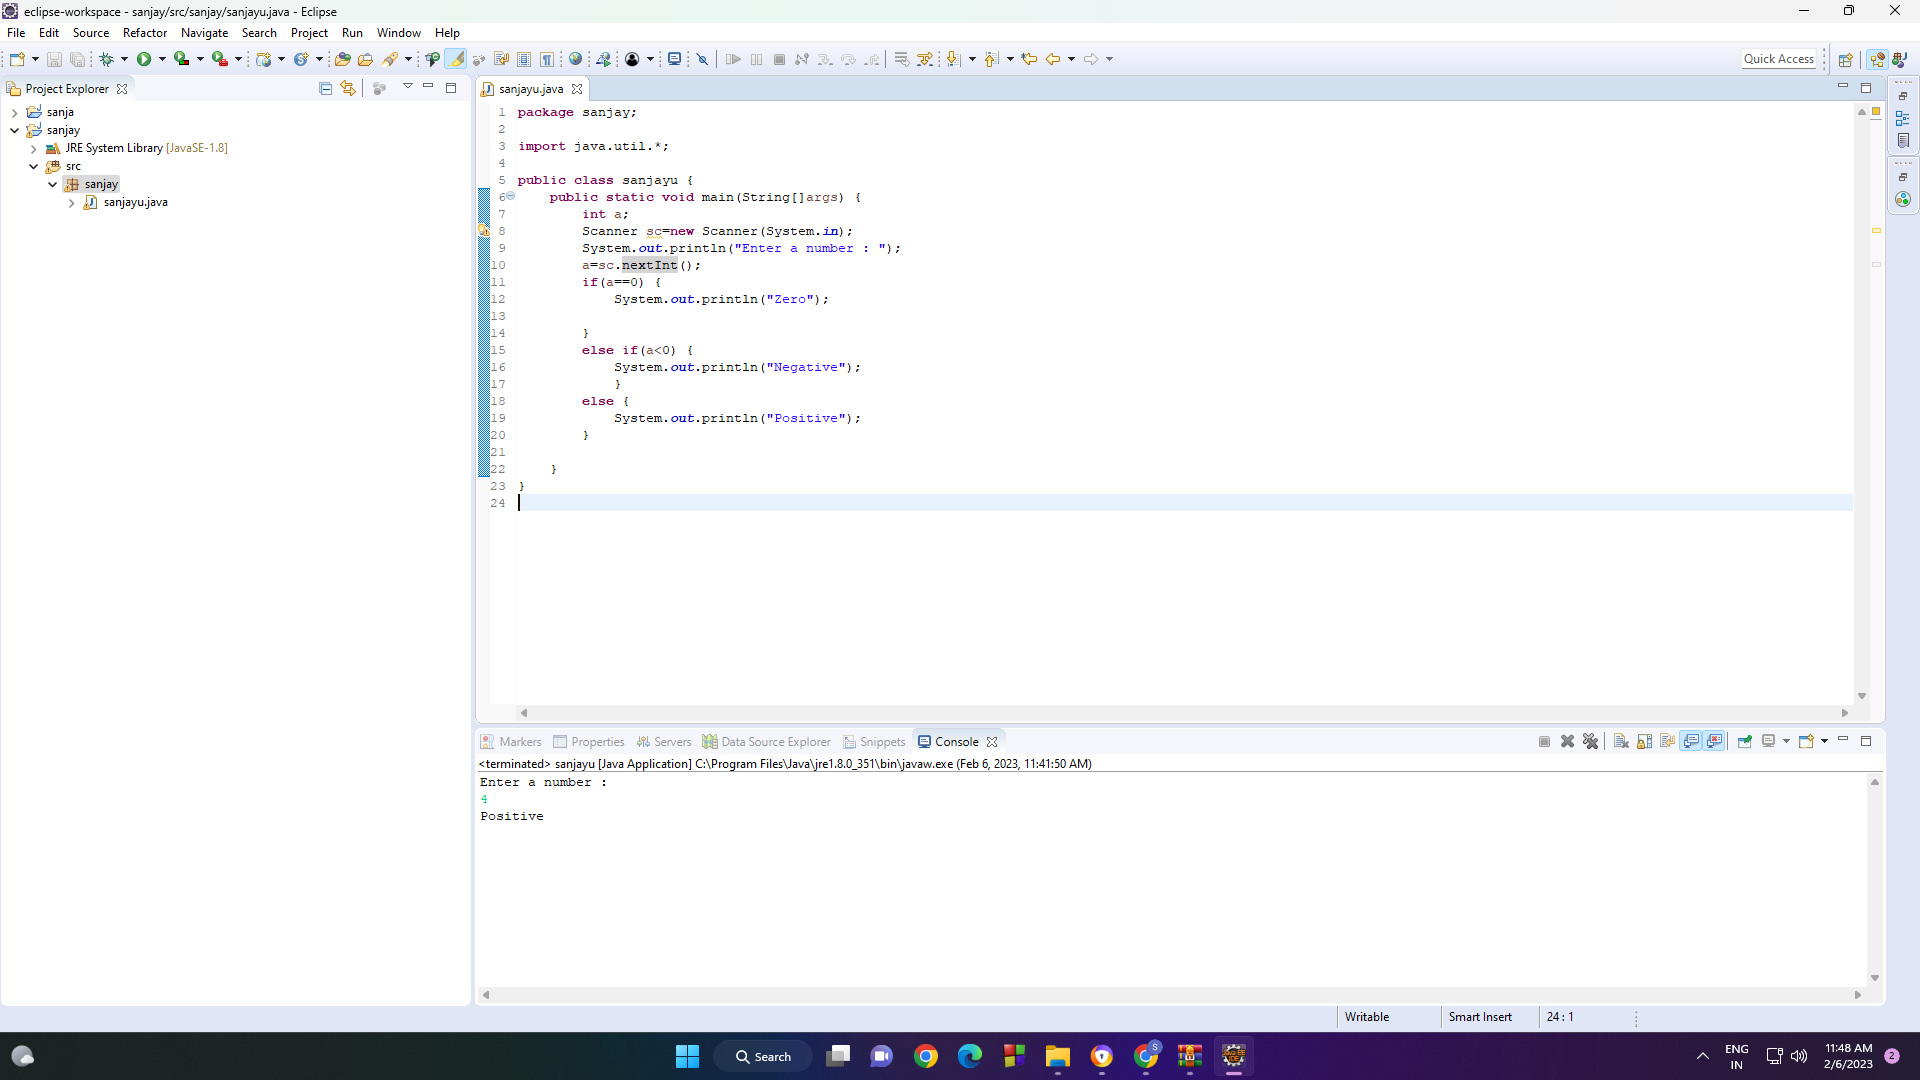 eclipse-workspace - sanjay/src/sanjay/sanjayu.java - Eclipse
File Edit Source Refactor Navigate Search Project Run Window Help
Quick Access
Project Explorer
sanja
sanjay
JRE System Library [JavaSE-1.8]
src
sanjay
sanjayu.java
sanjayu.java
1 package sanjay;
2
3 import java.util.*;
4
5 public class sanjayu {
6 public static void main(String[]args) {
7 int a;
8 Scanner sc=new Scanner(System.in);
9 System.out.println("Enter a number : ");
10 a=sc.nextInt();
11 if(a==0) {
12 System.out.println("Zero");
13
14 }
15 else if(a<0) {
16 System.out.println("Negative");
17 }
18 else {
19 System.out.println("Positive");
20 }
21
22 }
23 }
24
Markers Properties Servers Data Source Explorer Snippets Console
<terminated> sanjayu [Java Application] C:\Program Files\Java\jre1.8.0_351\bin\javaw.exe (Feb 6, 2023, 11:41:50 AM)
Enter a number :
4
Positive
Writable Smart Insert 24 : 1
Search
ENG
IN
11:48 AM
2/6/2023
2